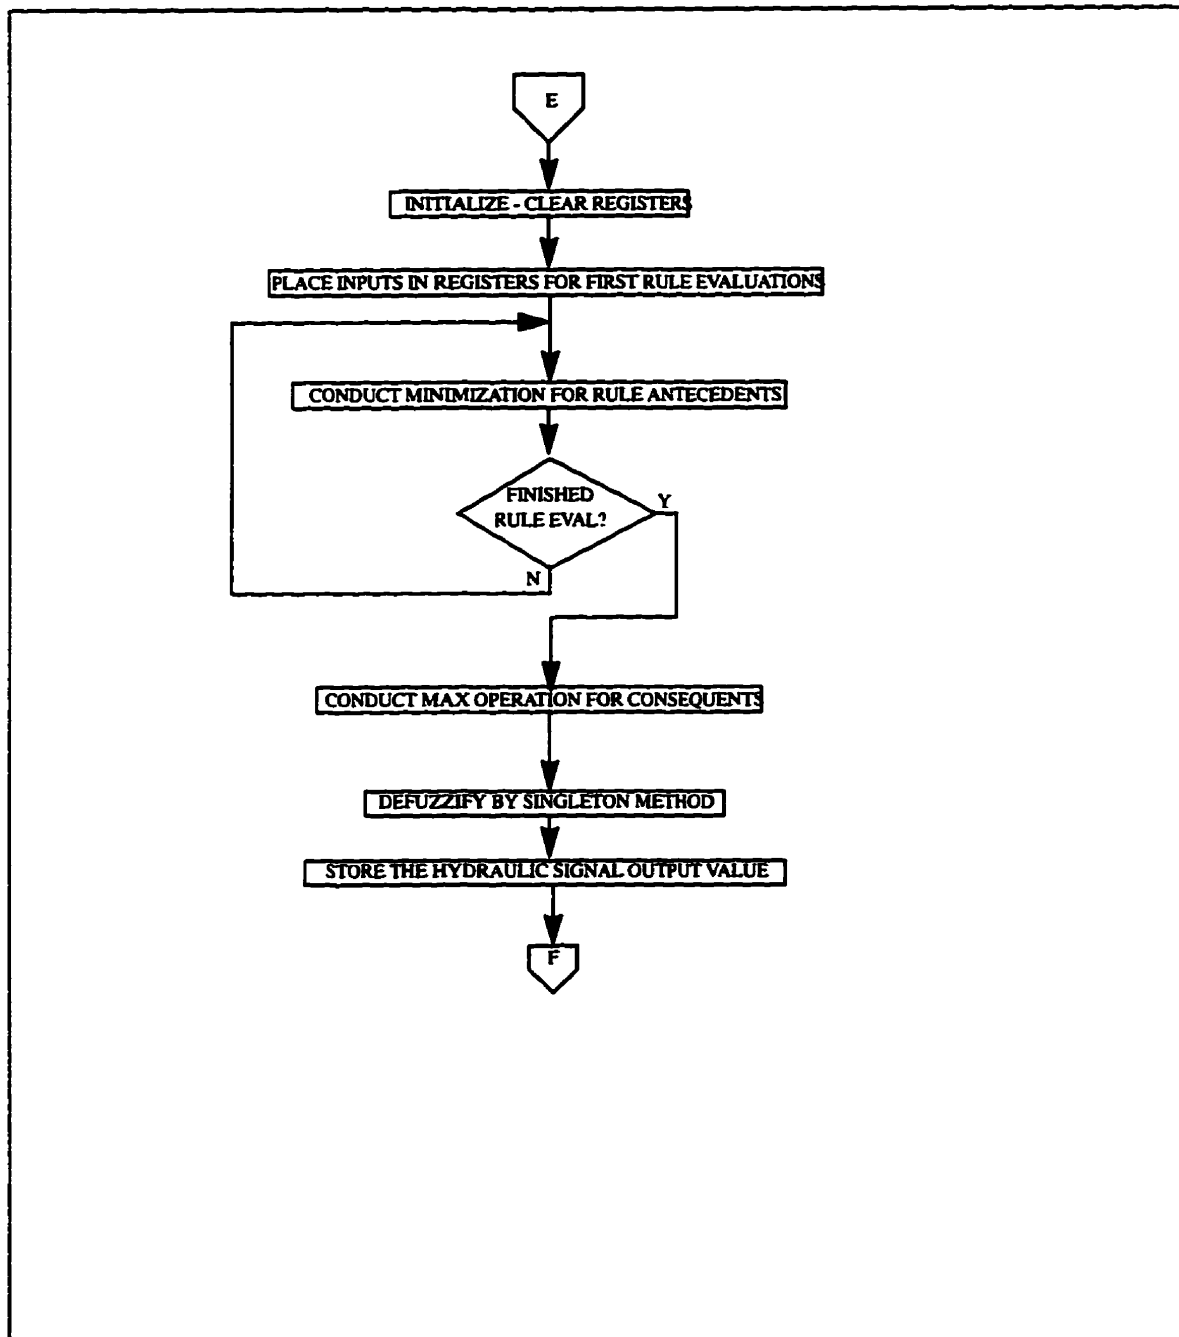 E
INITIALIZE - CLEAR REGISTERS
PLACE INPUTS IN REGISTERS FOR FIRST RULE EVALUATIONS
CONDUCT MINIMIZATION FOR RULE ANTECEDENTS
FINISHED
RULE EVAL?
Y
N
CONDUCT MAX OPERATION FOR CONSEQUENTS
DEFUZZIFY BY SINGLETON METHOD
STORE THE HYDRAULIC SIGNAL OUTPUT VALUE
F